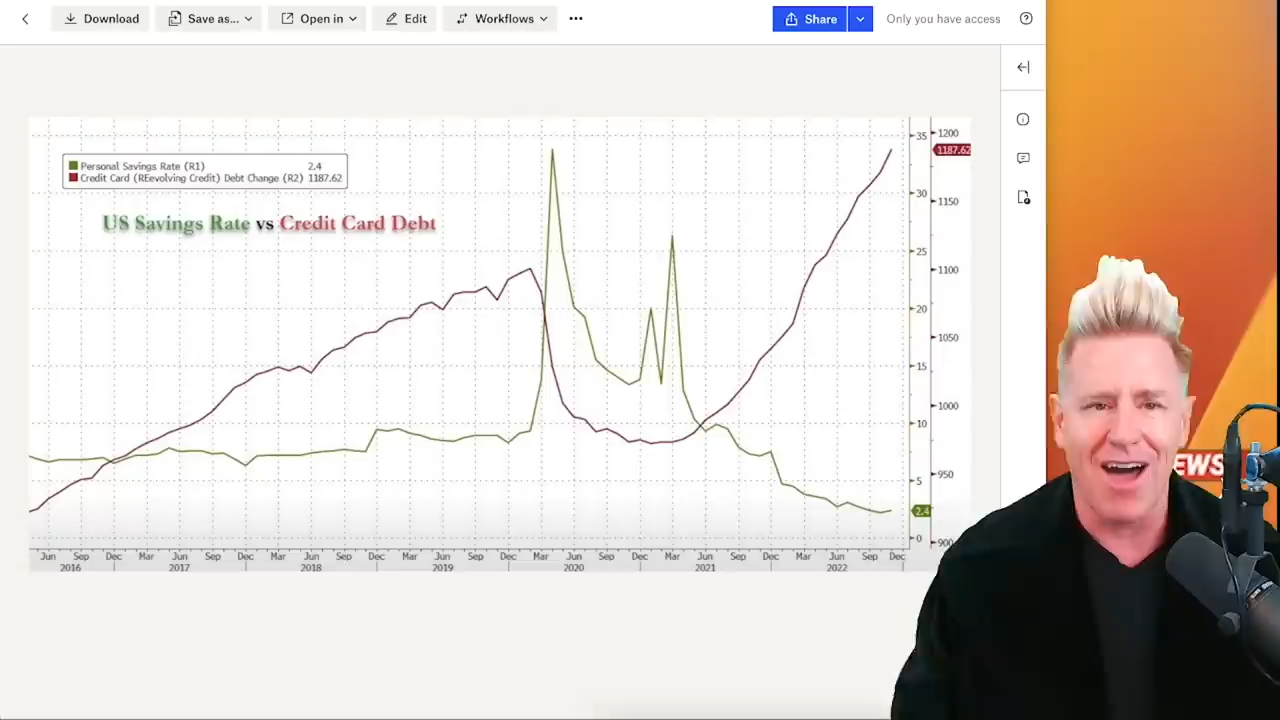 Download Save as... Open in Edit Workflows ••• Share Only you have access
Personal Savings Rate (R1) 2.4
Credit Card (REevolving Credit) Debt Change (R2) 1187.62
US Savings Rate vs Credit Card Debt
35
30
25
20
15
10
5
2.4
0
1200
1187.62
1150
1100
1050
1000
950
900
Jun Sep Dec Mar Jun Sep Dec Mar Jun Sep Dec Mar Jun Sep Dec Mar Jun Sep Dec Mar Jun Sep Dec Mar Jun Sep Dec
2016 2017 2018 2019 2020 2021 2022
EWS